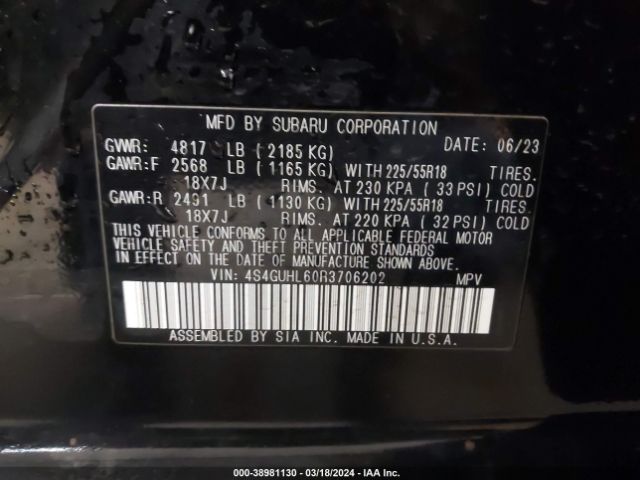 MFD BY SUBARU CORPORATION
GVWR: 4817 LB ( 2185 KG) DATE: 06/23
GAWR:F 2568 LB ( 1165 KG) WITH 225/55R18 TIRES.
18X7J RIMS. AT 230 KPA ( 33 PSI) COLD
GAWR:R 2491 LB ( 1130 KG) WITH 225/55R18 TIRES.
18X7J RIMS. AT 220 KPA ( 32 PSI) COLD
THIS VEHICLE CONFORMS TO ALL APPLICABLE FEDERAL MOTOR
VEHICLE SAFETY AND THEFT PREVENTION STANDARDS
IN EFFECT ON THE DATE OF MANUFACTURE SHOWN ABOVE.
VIN: 4S4GUHL60R3706202 MPV
ASSEMBLED BY SIA INC. MADE IN U.S.A.
000-38981130 - 03/18/2024 - IAA Inc.